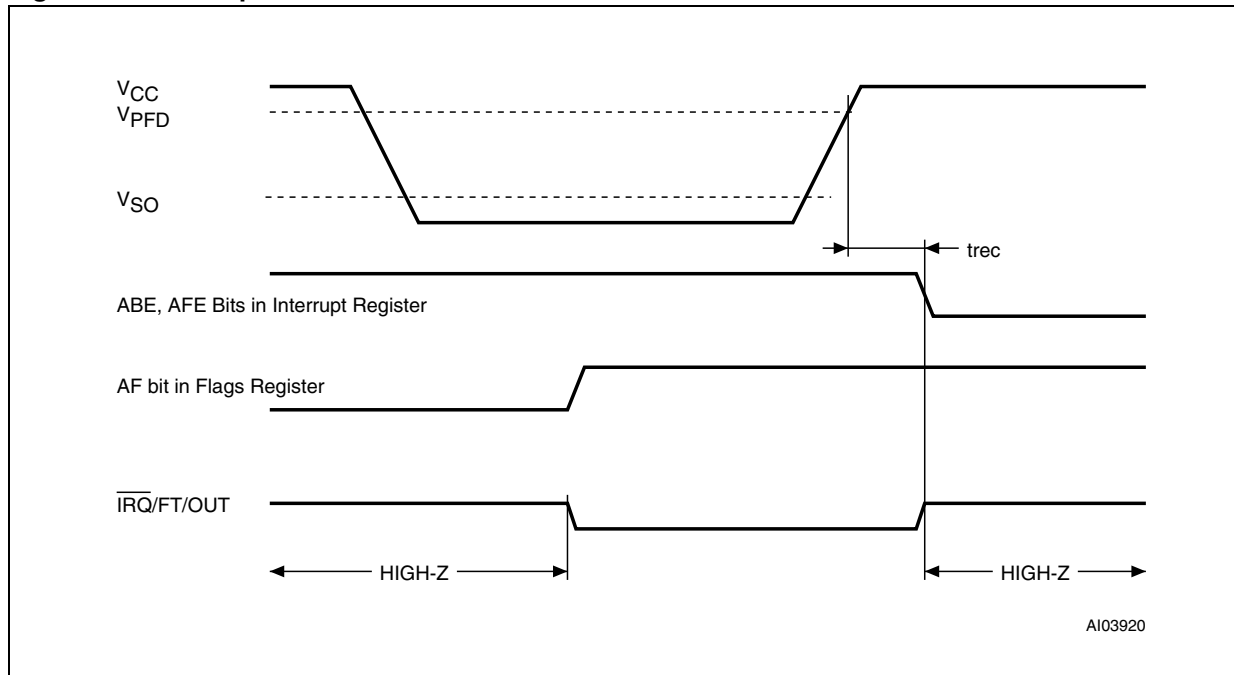 VCC
VPFD
VSO
trec
ABE, AFE Bits in Interrupt Register
AF bit in Flags Register
IRQ/FT/OUT
HIGH-Z
HIGH-Z
AI03920